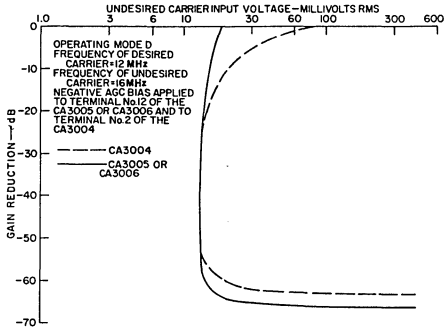 UNDESIRED CARRIER INPUT VOLTAGE—MILLIVOLTS RMS
1.0 3 6 10 30 60 100 300 600
0
-10
-20
-30
-40
-50
-60
-70
GAIN REDUCTION—dB
OPERATING MODE D
FREQUENCY OF DESIRED
CARRIER=12 MHz
FREQUENCY OF UNDESIRED
CARRIER=16MHz
NEGATIVE AGC BIAS APPLIED
TO TERMINAL No.12 OF THE
CA3005 OR CA3006 AND TO
TERMINAL No.2 OF THE
CA3004
CA3004
CA3005 OR
CA3006